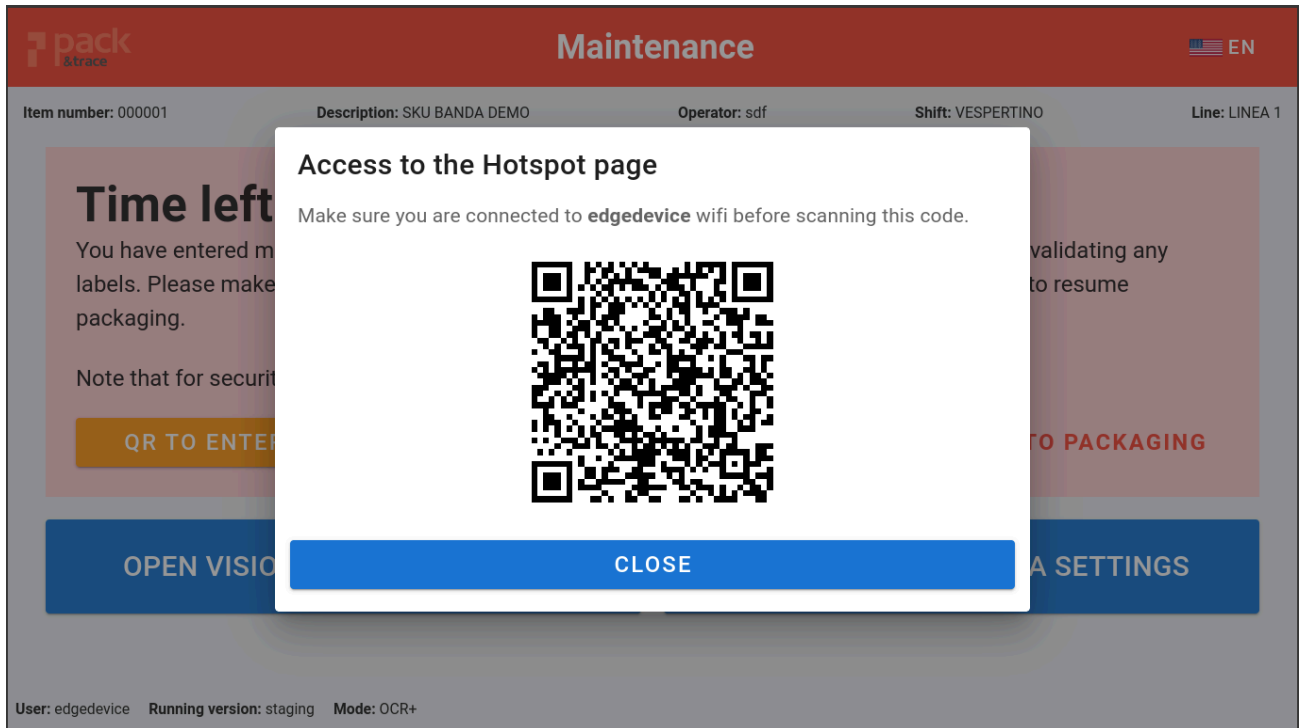 pack
&trace
Maintenance
EN
Item number: 000001 Description: SKU BANDA DEMO Operator: sdf Shift: VESPERTINO Line: LINEA 1
Access to the Hotspot page
Make sure you are connected to edgedevice wifi before scanning this code.
Time left
You have entered validating any
labels. Please make to resume
packaging.
Note that for
QR TO TO PACKAGING
CLOSE
OPEN SETTINGS
User: edgedevice Running version: staging Mode: OCR+